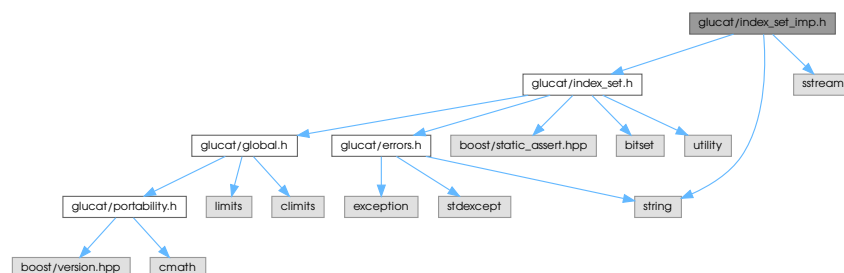 glucat/index_set_imp.h
glucat/index_set.h
sstream
glucat/global.h
glucat/errors.h
boost/static_assert.hpp
bitset
utility
glucat/portability.h
limits
climits
exception
stdexcept
string
boost/version.hpp
cmath